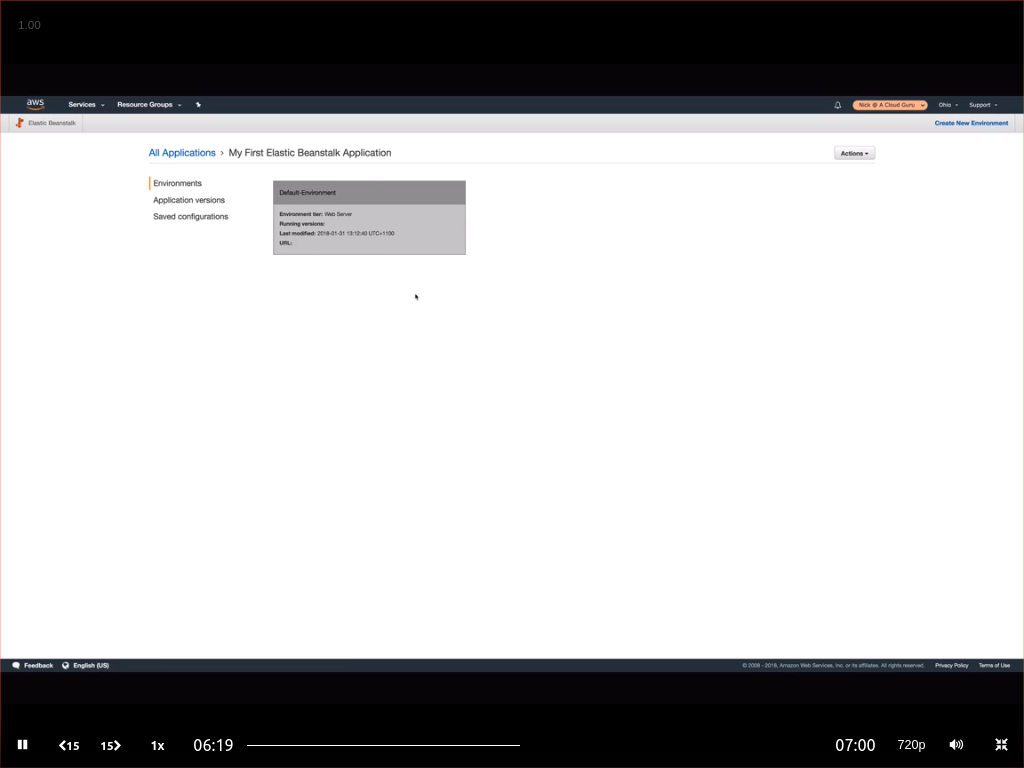 1.00
aws Services Resource Groups Nick @ A Cloud Guru Ohio Support
Elastic Beanstalk Create New Environment
All Applications › My First Elastic Beanstalk Application Actions
Environments
Application versions
Saved configurations
Default-Environment
Environment tier: Web Server
Running versions:
Last modified: 2018-01-31 13:12:40 UTC+1100
URL:
Feedback English (US) © 2008 - 2018, Amazon Web Services, Inc. or its affiliates. All rights reserved. Privacy Policy Terms of Use
15 15 1x 06:19 07:00 720p